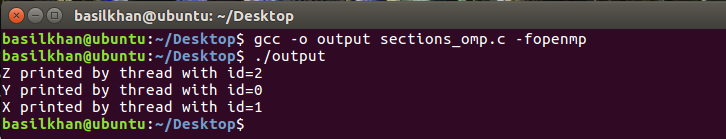 basilkhan@ubuntu: ~/Desktop
basilkhan@ubuntu:~/Desktop$ gcc -o output sections_omp.c -fopenmp
basilkhan@ubuntu:~/Desktop$ ./output
Z printed by thread with id=2
Y printed by thread with id=0
X printed by thread with id=1
basilkhan@ubuntu:~/Desktop$